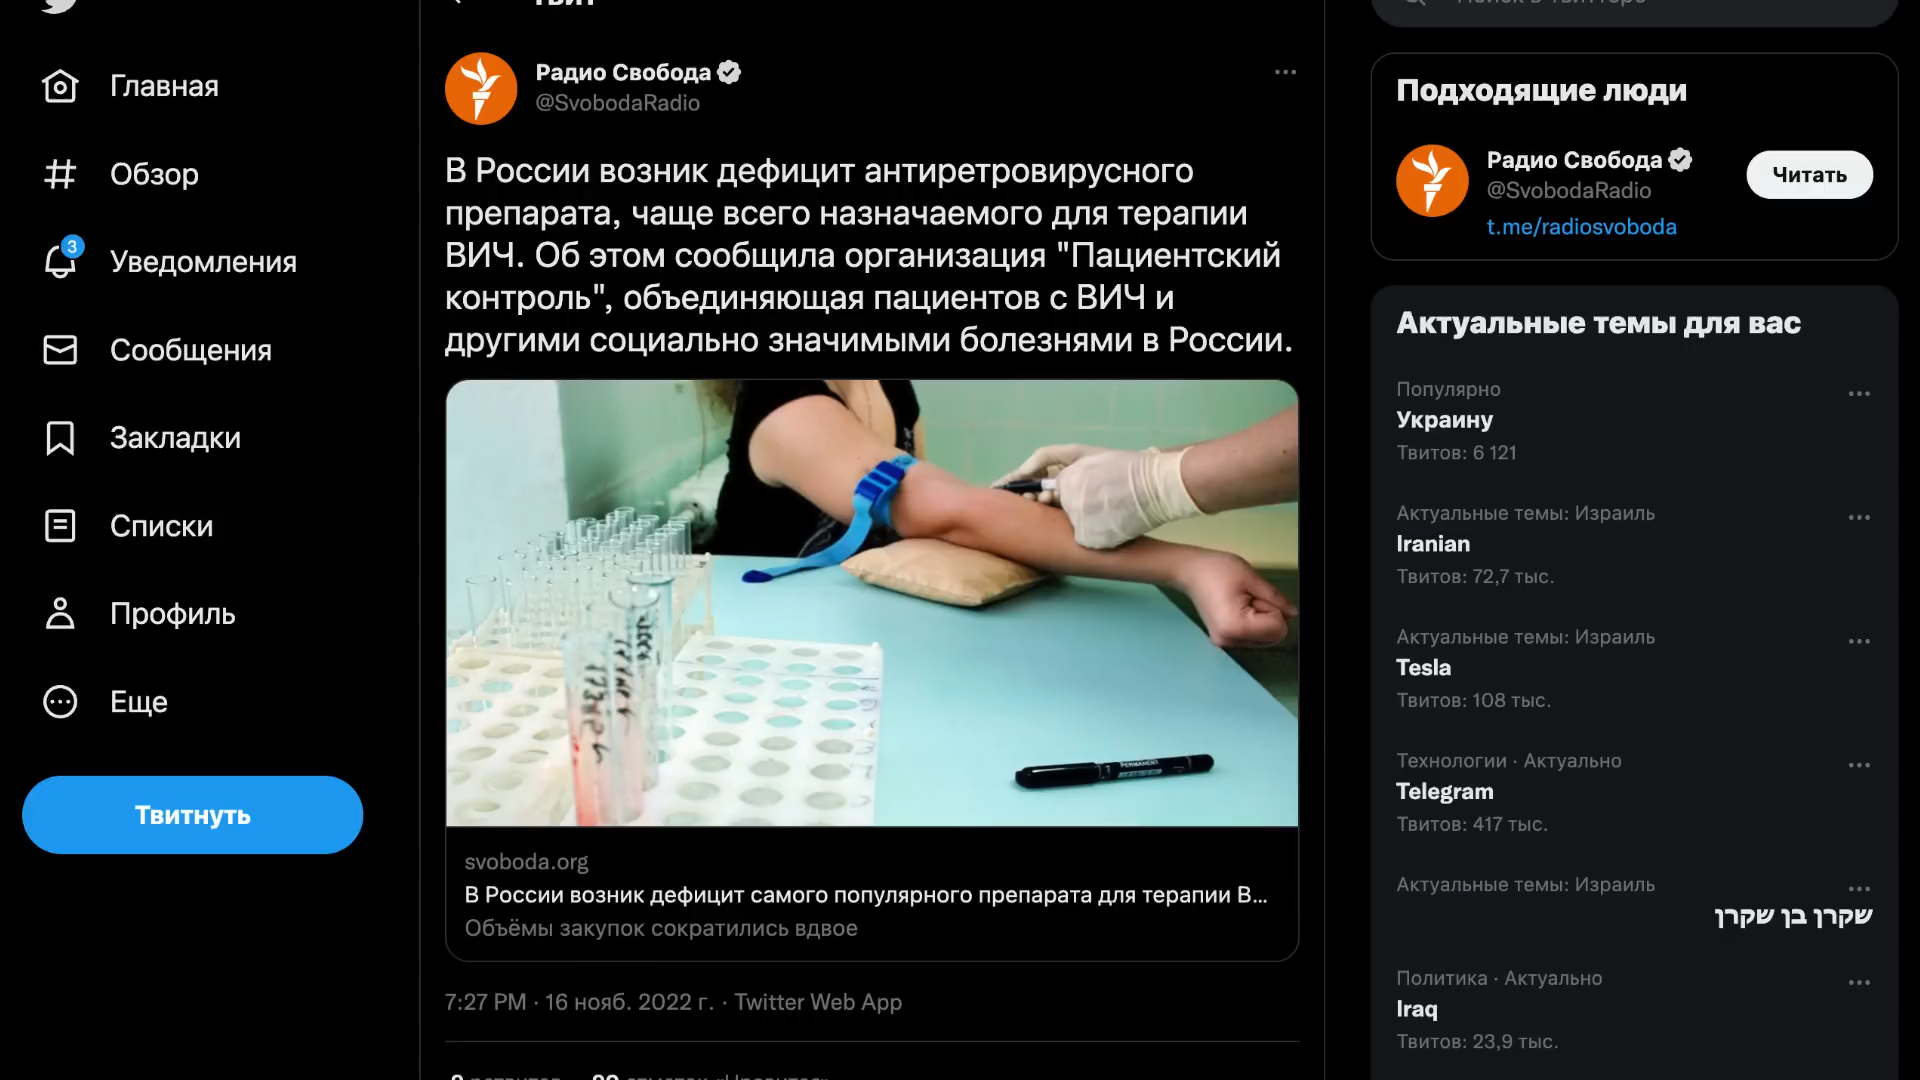 Главная
Обзор
3
Уведомления
Сообщения
Закладки
Списки
Профиль
Еще
Твитнуть
Твит
Радио Свобода
@SvobodaRadio
В России возник дефицит антиретровирусного
препарата, чаще всего назначаемого для терапии
ВИЧ. Об этом сообщила организация "Пациентский
контроль", объединяющая пациентов с ВИЧ и
другими социально значимыми болезнями в России.
PERMANENT
svoboda.org
В России возник дефицит самого популярного препарата для терапии В...
Объёмы закупок сократились вдвое
7:27 PM · 16 нояб. 2022 г. · Twitter Web App
Поиск в Твиттере
Подходящие люди
Радио Свобода
@SvobodaRadio
t.me/radiosvoboda
Читать
Актуальные темы для вас
Популярно
Украину
Твитов: 6 121
Актуальные темы: Израиль
Iranian
Твитов: 72,7 тыс.
Актуальные темы: Израиль
Tesla
Твитов: 108 тыс.
Технологии · Актуально
Telegram
Твитов: 417 тыс.
Актуальные темы: Израиль
שקרן בן שקרן
Политика · Актуально
Iraq
Твитов: 23,9 тыс.